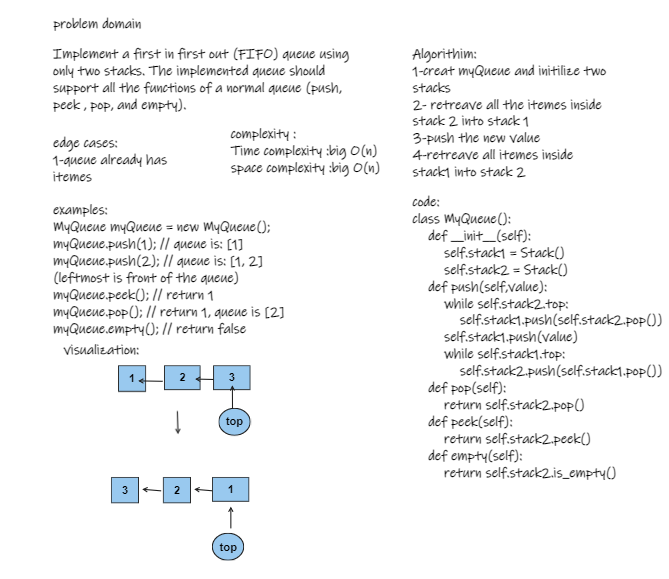 problem domain
Implement a first in first out (FIFO) queue using
only two stacks. The implemented queue should
support all the functions of a normal queue (push,
peek , pop, and empty).
edge cases:
1-queue already has
itemes
complexity :
Time complexity :big O(n)
space complexity :big O(n)
examples:
MyQueue myQueue = new MyQueue();
myQueue.push(1); // queue is: [1]
myQueue.push(2); // queue is: [1, 2]
(leftmost is front of the queue)
myQueue.peek(); // return 1
myQueue.pop(); // return 1, queue is [2]
myQueue.empty(); // return false
visualization:
1 2 3
top
3 2 1
top
Algorithim:
1-creat myQueue and initilize two
stacks
2- retreave all the itemes inside
stack 2 into stack 1
3-push the new value
4-retreave all itemes inside
stack1 into stack 2
code:
class MyQueue():
def __init__(self):
self.stack1 = Stack()
self.stack2 = Stack()
def push(self,value):
while self.stack2.top:
self.stack1.push(self.stack2.pop())
self.stack1.push(value)
while self.stack1.top:
self.stack2.push(self.stack1.pop())
def pop(self):
return self.stack2.pop()
def peek(self):
return self.stack2.peek()
def empty(self):
return self.stack2.is_empty()